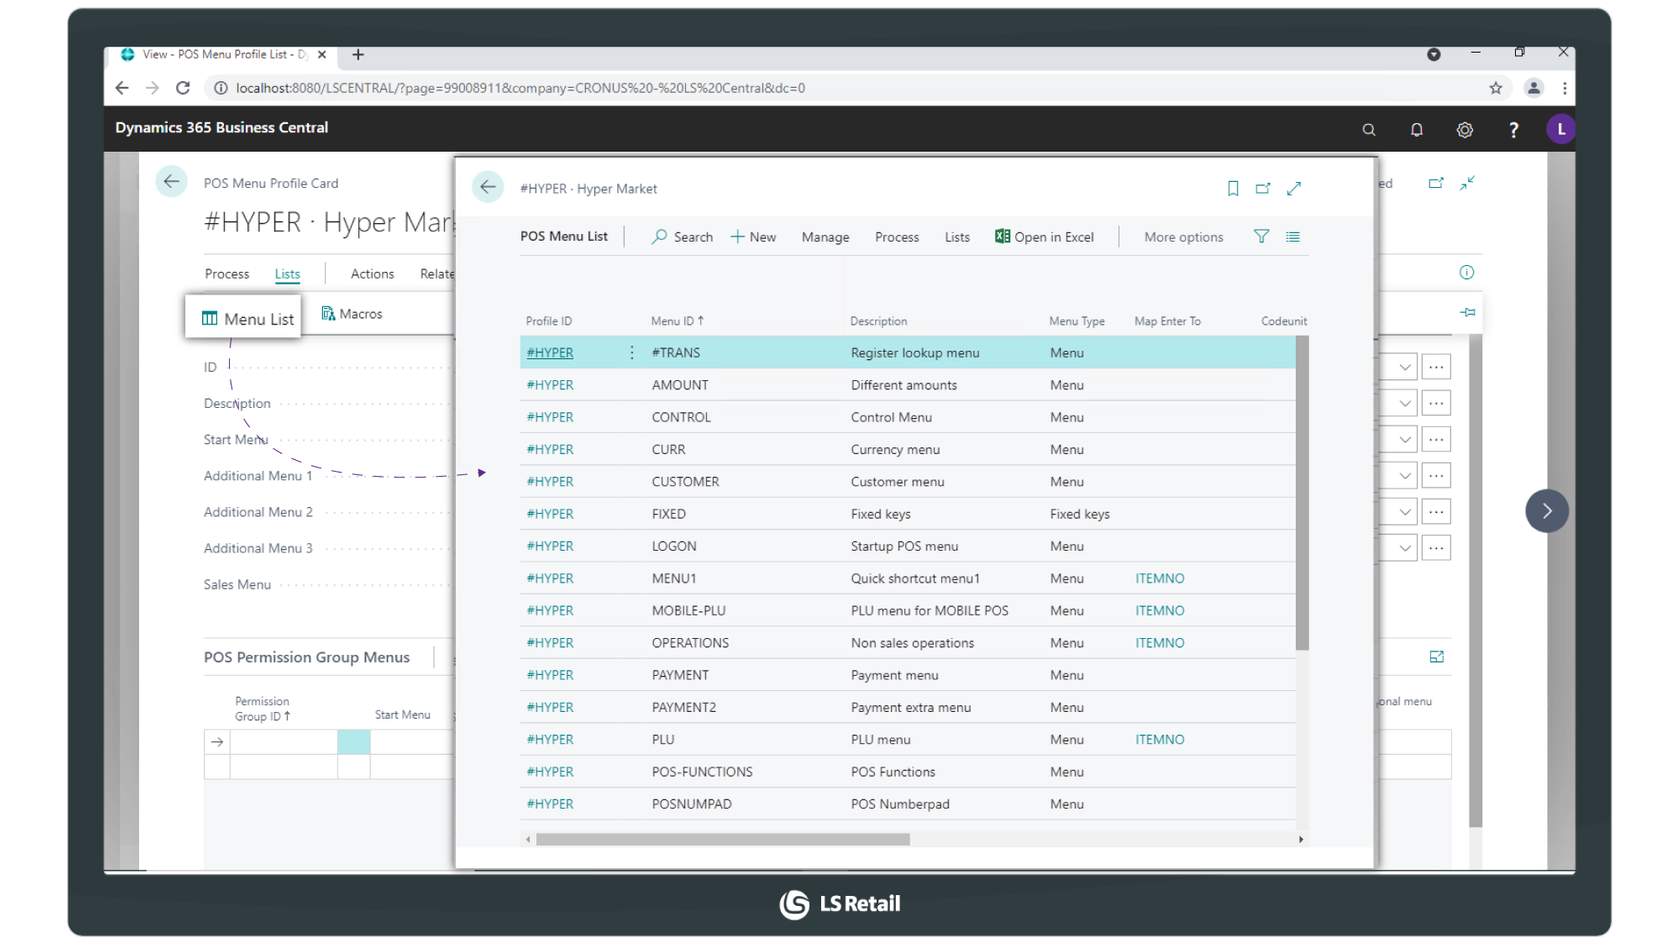 View - POS Menu Profile List - D
localhost:8080/LSCENTRAL/?page=99008911&company=CRONUS%20-%20LS%20Central&dc=0
Dynamics 365 Business Central
? L
POS Menu Profile Card
#HYPER · Hyper Mar
Process Lists Actions Relate
Menu List Macros
ID
Description
Start Menu
Additional Menu 1
Additional Menu 2
Additional Menu 3
Sales Menu
POS Permission Group Menus
Permission
Group ID ↑ Start Menu
ed
onal menu
#HYPER · Hyper Market
POS Menu List Search New Manage Process Lists Open in Excel More options
Profile ID Menu ID ↑ Description Menu Type Map Enter To Codeunit
#HYPER #TRANS Register lookup menu Menu
#HYPER AMOUNT Different amounts Menu
#HYPER CONTROL Control Menu Menu
#HYPER CURR Currency menu Menu
#HYPER CUSTOMER Customer menu Menu
#HYPER FIXED Fixed keys Fixed keys
#HYPER LOGON Startup POS menu Menu
#HYPER MENU1 Quick shortcut menu1 Menu ITEMNO
#HYPER MOBILE-PLU PLU menu for MOBILE POS Menu ITEMNO
#HYPER OPERATIONS Non sales operations Menu ITEMNO
#HYPER PAYMENT Payment menu Menu
#HYPER PAYMENT2 Payment extra menu Menu
#HYPER PLU PLU menu Menu ITEMNO
#HYPER POS-FUNCTIONS POS Functions Menu
#HYPER POSNUMPAD POS Numberpad Menu
LS Retail